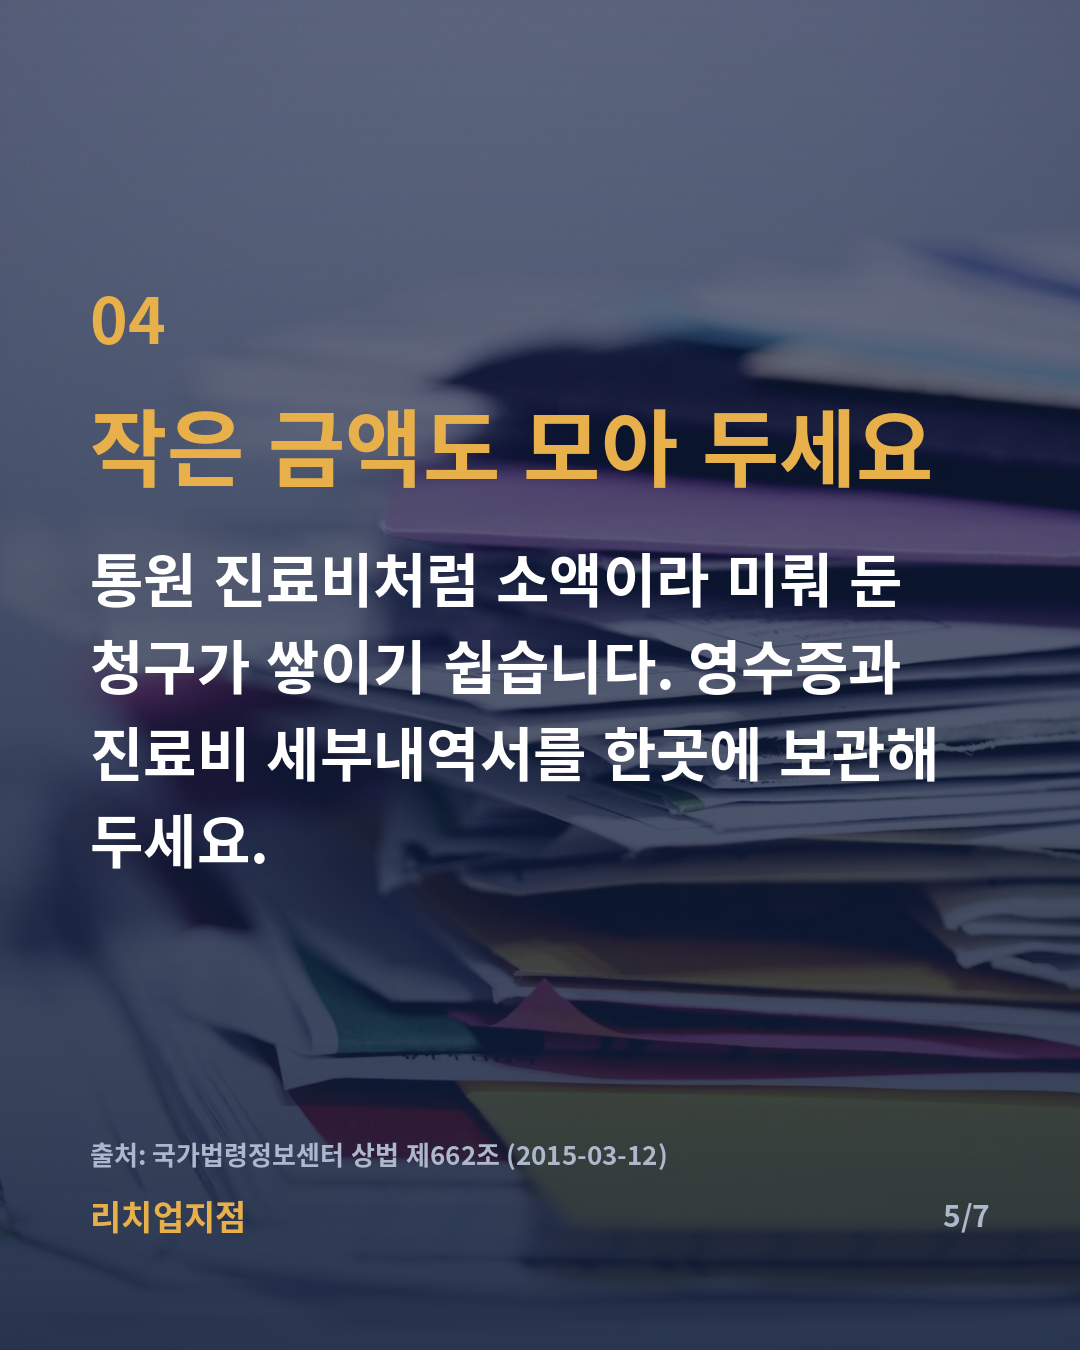 04
작은 금액도 모아 두세요
통원 진료비처럼 소액이라 미뤄 둔
청구가 쌓이기 쉽습니다. 영수증과
진료비 세부내역서를 한곳에 보관해
두세요.
출처: 국가법령정보센터 상법 제662조 (2015-03-12)
리치업지점
5/7